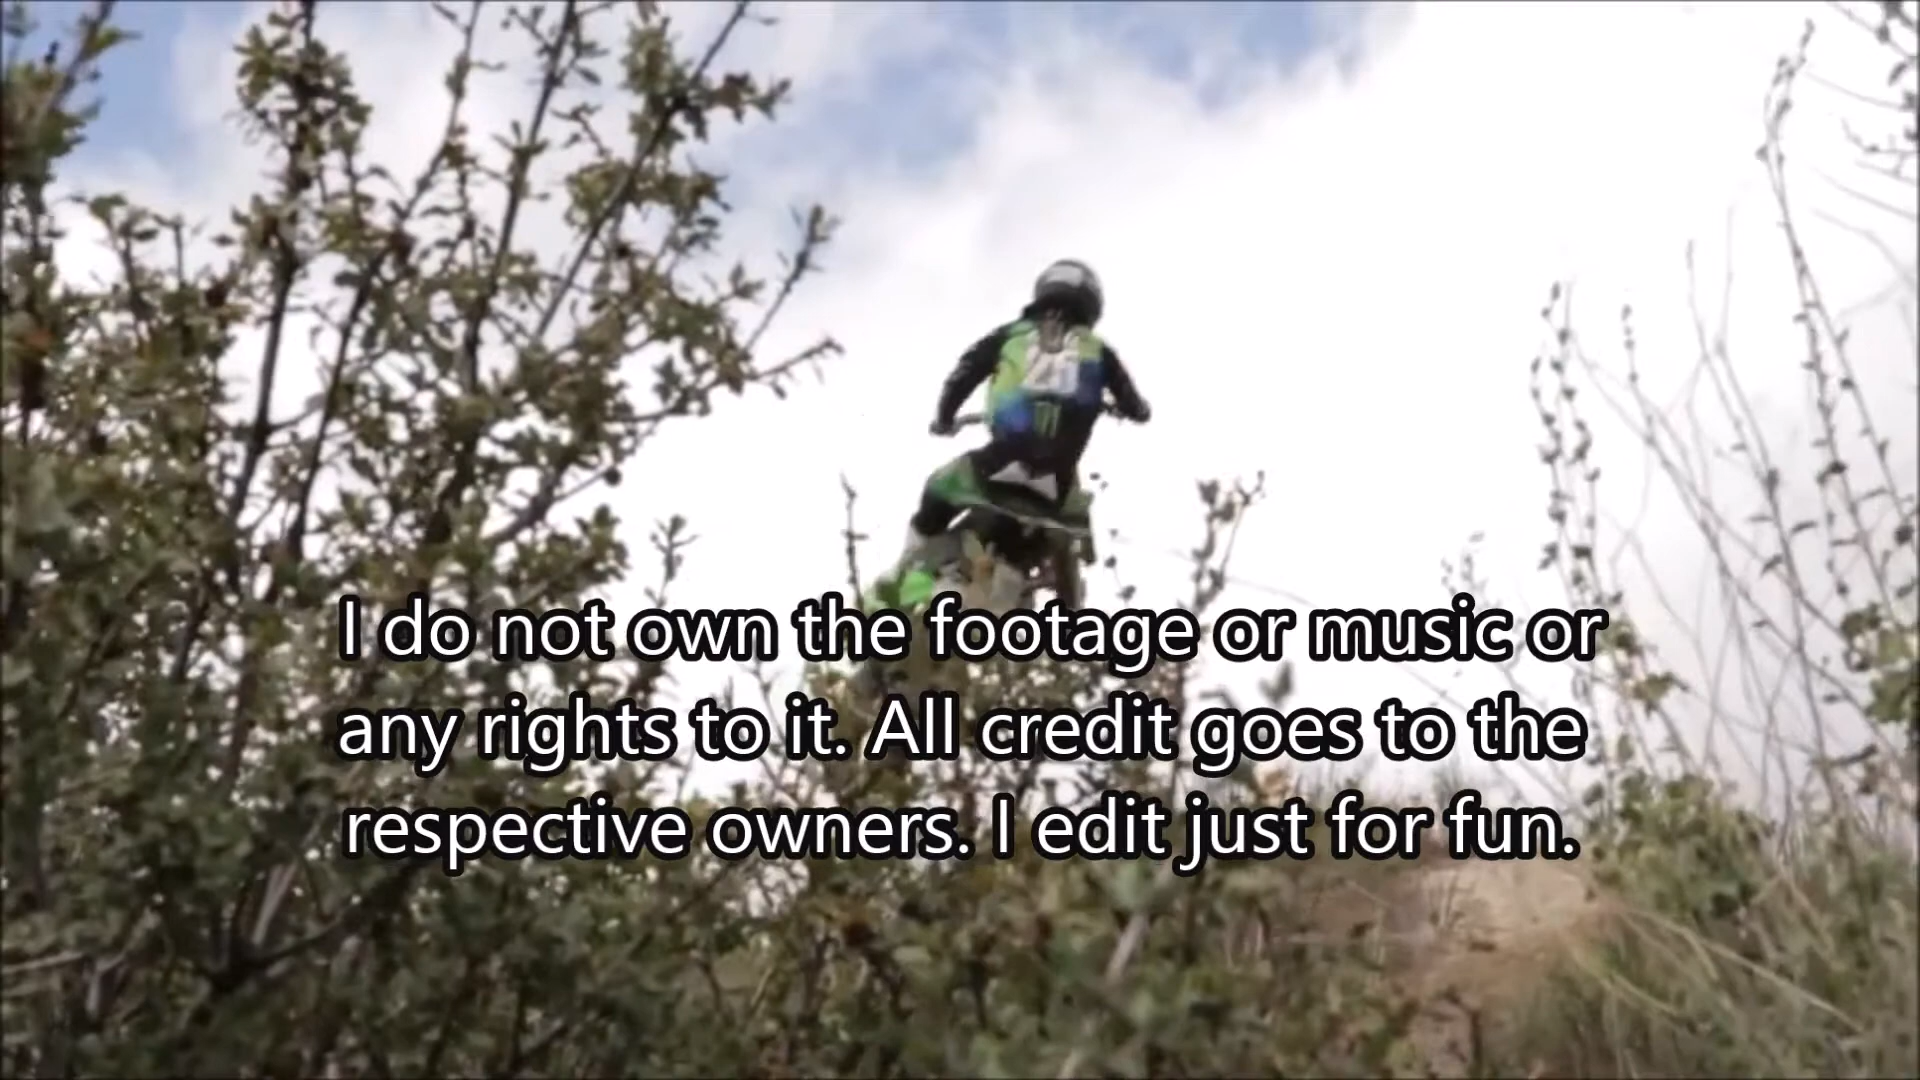 I do not own the footage or music or
any rights to it. All credit goes to the
respective owners. I edit just for fun.